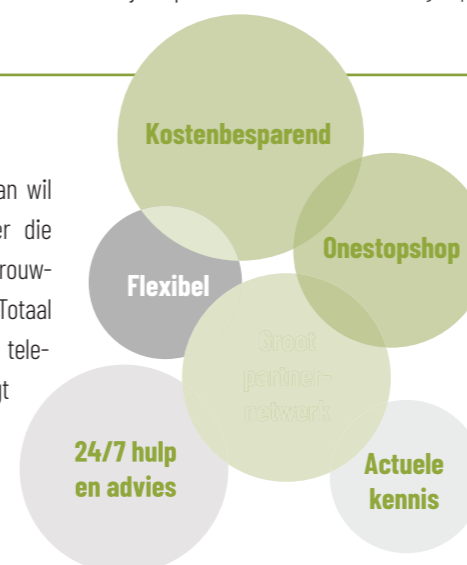 an wil
er die
rouw-
Totaal
tele-
Kostenbesparend
Onestopshop
Flexibel
Groot
partner-
netwerk
24/7 hulp
en advies
Actuele
kennis